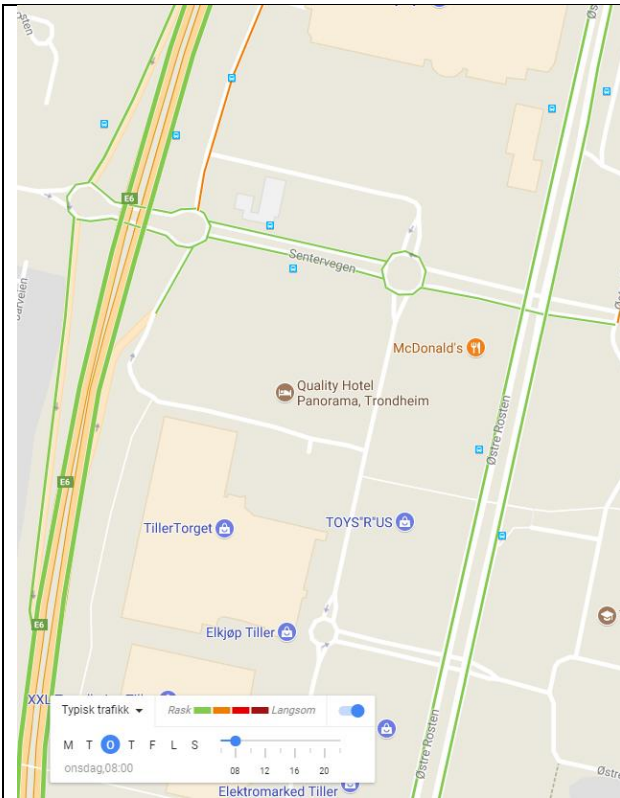 E6
Sentervegen
McDonald's
Quality Hotel
Panorama, Trondheim
Østre Rosten
E6
TillerTorget
TOYS"R"US
Elkjøp Tiller
E6
Østre Rosten
Typisk trafikk
Rask
Langsom
M T O T F L S
08 12 16 20
onsdag,08:00
Elektromarked Tiller